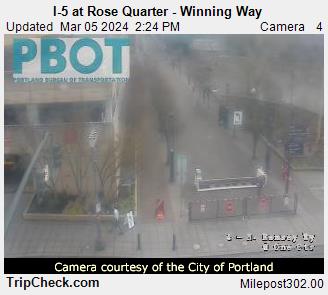 I-5 at Rose Quarter - Winning Way
Updated Mar 05 2024 2:24 PM Camera 4
PBOT
PORTLAND BUREAU OF TRANSPORTATION
Camera courtesy of the City of Portland
TripCheck.com Milepost302.00